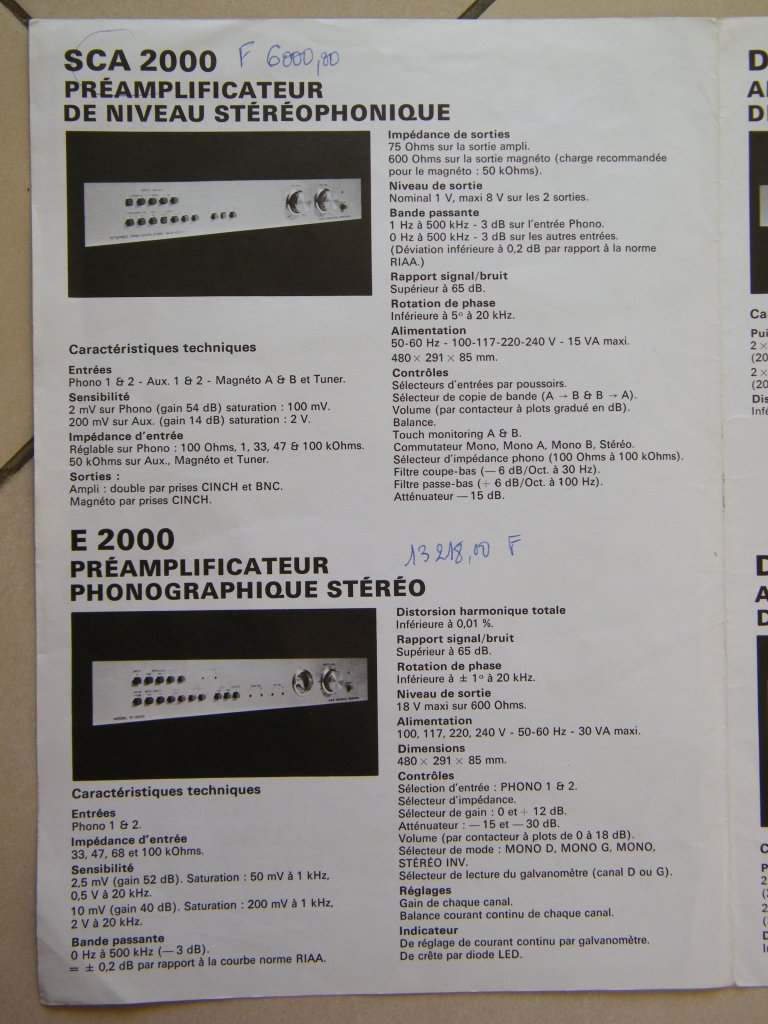 SCA 2000 F 6000,00
PRÉAMPLIFICATEUR
DE NIVEAU STÉRÉOPHONIQUE
Caractéristiques techniques
Entrées
Phono 1 & 2 - Aux. 1 & 2 - Magnéto A & B et Tuner.
Sensibilité
2 mV sur Phono (gain 54 dB) saturation : 100 mV.
200 mV sur Aux. (gain 14 dB) saturation : 2 V.
Impédance d'entrée
Réglable sur Phono : 100 Ohms, 1, 33, 47 & 100 kOhms.
50 kOhms sur Aux., Magnéto et Tuner.
Sorties :
Ampli : double par prises CINCH et BNC.
Magnéto par prises CINCH.
Impédance de sorties
75 Ohms sur la sortie ampli.
600 Ohms sur la sortie magnéto (charge recommandée
pour le magnéto : 50 kOhms).
Niveau de sortie
Nominal 1 V, maxi 8 V sur les 2 sorties.
Bande passante
1 Hz à 500 kHz - 3 dB sur l'entrée Phono.
0 Hz à 500 kHz - 3 dB sur les autres entrées.
(Déviation inférieure à 0,2 dB par rapport à la norme
RIAA.)
Rapport signal/bruit
Supérieur à 65 dB.
Rotation de phase
Inférieure à 5º à 20 kHz.
Alimentation
50-60 Hz - 100-117-220-240 V - 15 VA maxi.
480 × 291 × 85 mm.
Contrôles
Sélecteurs d'entrées par poussoirs.
Sélecteur de copie de bande (A → B & B → A).
Volume (par contacteur à plots gradué en dB).
Balance.
Touch monitoring A & B.
Commutateur Mono, Mono A, Mono B, Stéréo.
Sélecteur d'impédance phono (100 Ohms à 100 kOhms).
Filtre coupe-bas (— 6 dB/Oct. à 30 Hz).
Filtre passe-bas (+ 6 dB/Oct. à 100 Hz).
Atténuateur — 15 dB.
E 2000 13218,00 F
PRÉAMPLIFICATEUR
PHONOGRAPHIQUE STÉRÉO
Caractéristiques techniques
Entrées
Phono 1 & 2.
Impédance d'entrée
33, 47, 68 et 100 kOhms.
Sensibilité
2,5 mV (gain 52 dB). Saturation : 50 mV à 1 kHz,
0,5 V à 20 kHz.
10 mV (gain 40 dB). Saturation : 200 mV à 1 kHz,
2 V à 20 kHz.
Bande passante
0 Hz à 500 kHz (— 3 dB).
= ± 0,2 dB par rapport à la courbe norme RIAA.
Distorsion harmonique totale
Inférieure à 0,01 %.
Rapport signal/bruit
Supérieur à 65 dB.
Rotation de phase
Inférieure à ± 1º à 20 kHz.
Niveau de sortie
18 V maxi sur 600 Ohms.
Alimentation
100, 117, 220, 240 V - 50-60 Hz - 30 VA maxi.
Dimensions
480 × 291 × 85 mm.
Contrôles
Sélection d'entrée : PHONO 1 & 2.
Sélecteur d'impédance.
Sélecteur de gain : 0 et + 12 dB.
Atténuateur : — 15 et — 30 dB.
Volume (par contacteur à plots de 0 à 18 dB).
Sélecteur de mode : MONO D, MONO G, MONO,
STÉRÉO INV.
Sélecteur de lecture du galvanomètre (canal D ou G).
Réglages
Gain de chaque canal.
Balance courant continu de chaque canal.
Indicateur
De réglage de courant continu par galvanomètre.
De crête par diode LED.